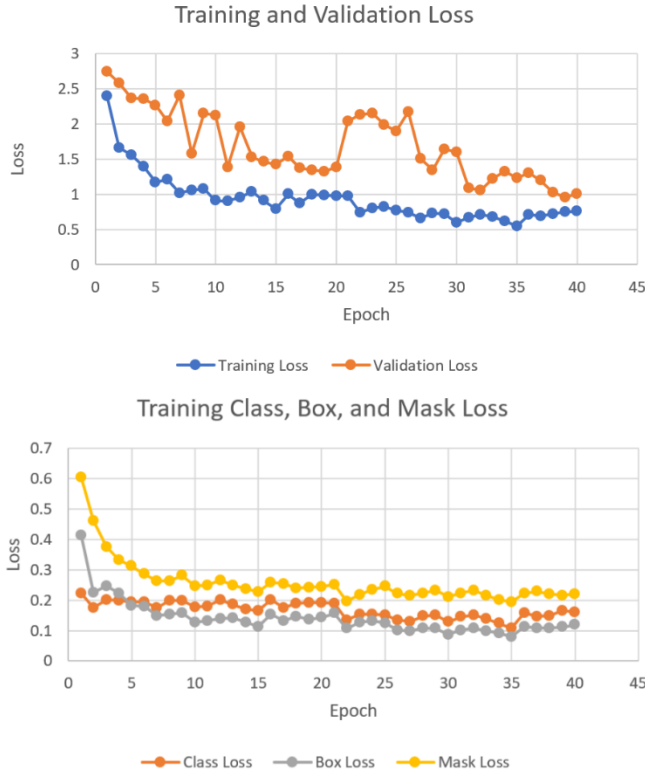 Training and Validation Loss
3
2.5
2
1.5
1
0.5
0
Loss
0 5 10 15 20 25 30 35 40 45
Epoch
Training Loss Validation Loss
Training Class, Box, and Mask Loss
0.7
0.6
0.5
0.4
0.3
0.2
0.1
0
Loss
0 5 10 15 20 25 30 35 40 45
Epoch
Class Loss Box Loss Mask Loss